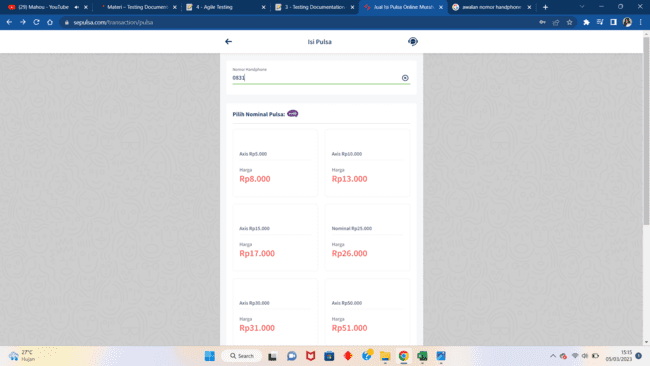 (29) Mahou - YouTube
Materi - Testing Document
4 - Agile Testing
3 - Testing Documentation
Jual to Pulsa Online Murah
awalan nomor handphone
sepulsa.com/transaction/pulsa
Isi Pulsa
Nomor Handphone
0831
Pilih Nominal Pulsa:
Axis Rp5.000
Harga
Rp8.000
Axis Rp10.000
Harga
Rp13.000
Axis Rp15.000
Harga
Rp17.000
Nominal Rp25.000
Harga
Rp26.000
Axis Rp30.000
Harga
Rp31.000
Axis Rp50.000
Harga
Rp51.000
27°C
Hujan
Search
15:15
05/03/2023